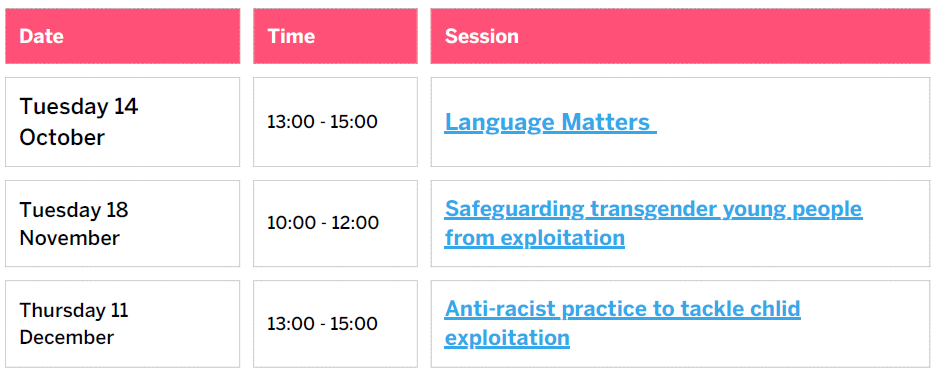 Date Time Session
Tuesday 14
October
13:00 - 15:00
Language Matters
Tuesday 18
November
10:00 - 12:00
Safeguarding transgender young people
from exploitation
Thursday 11
December
13:00 - 15:00
Anti-racist practice to tackle chlid
exploitation